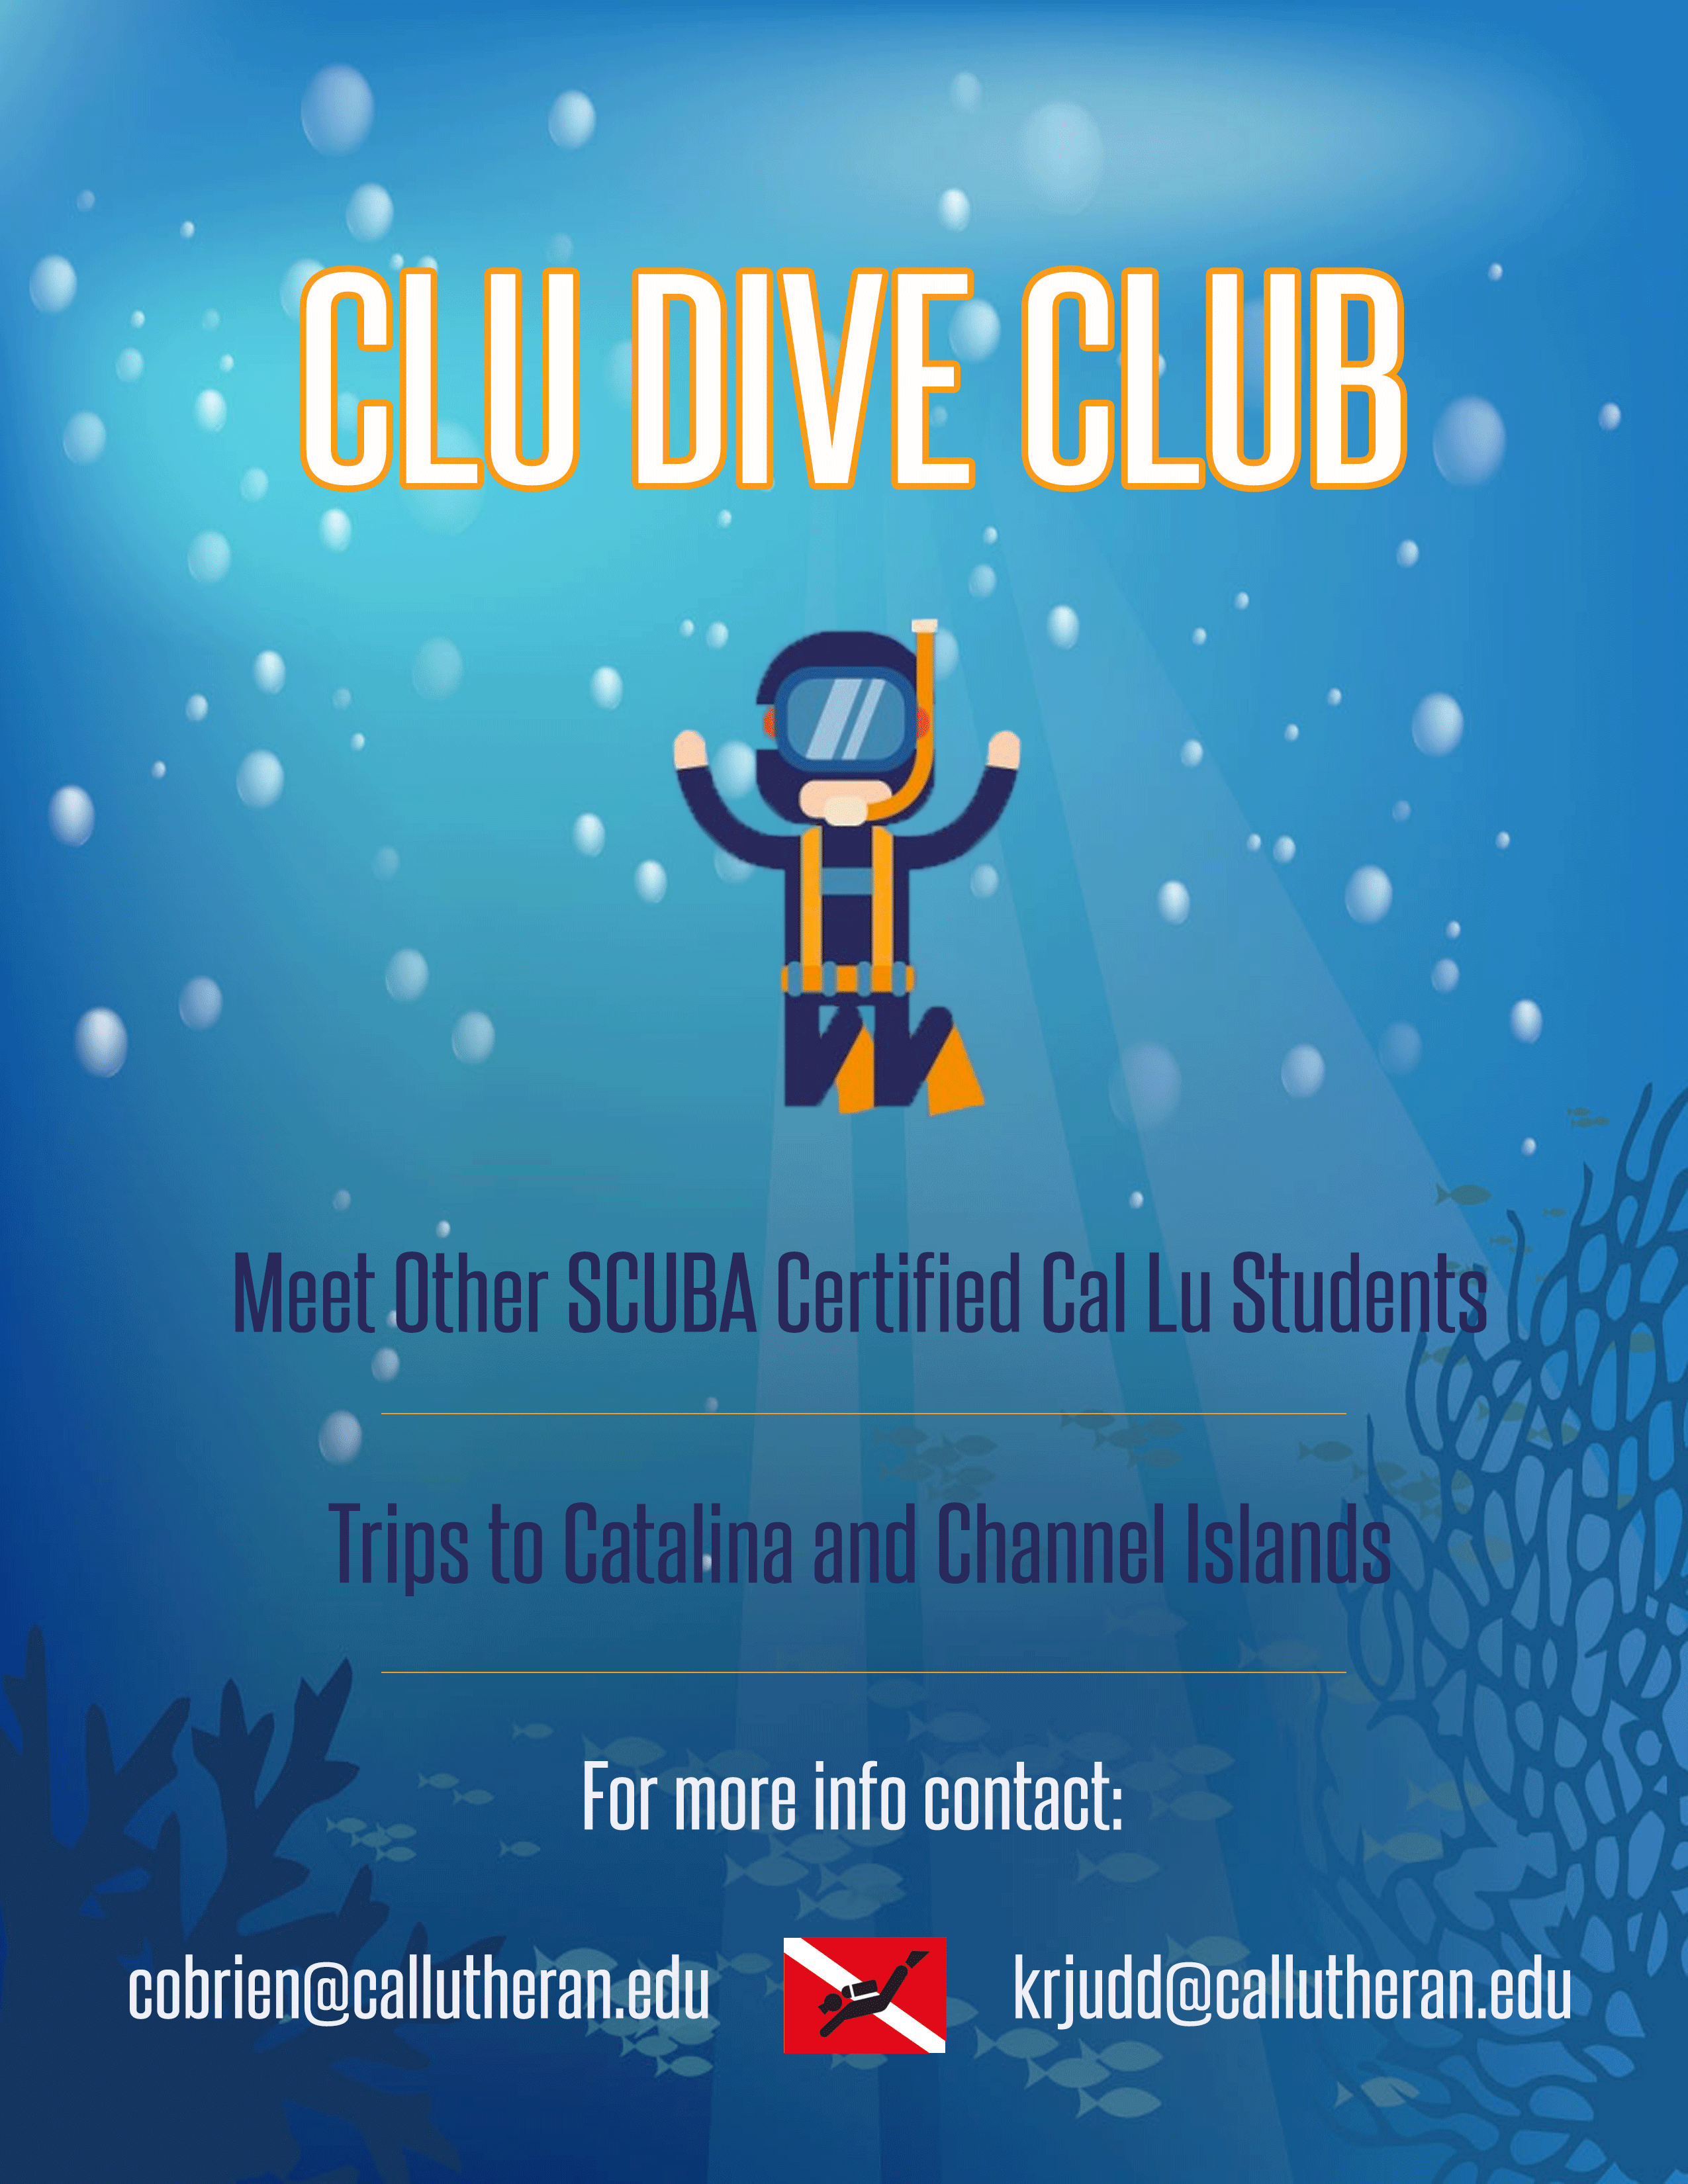 CLU DIVE CLUB
Meet Other SCUBA Certified Cal Lu Students
Trips to Catalina and Channel Islands
For more info contact:
cobrien@callutheran.edu
krjudd@callutheran.edu